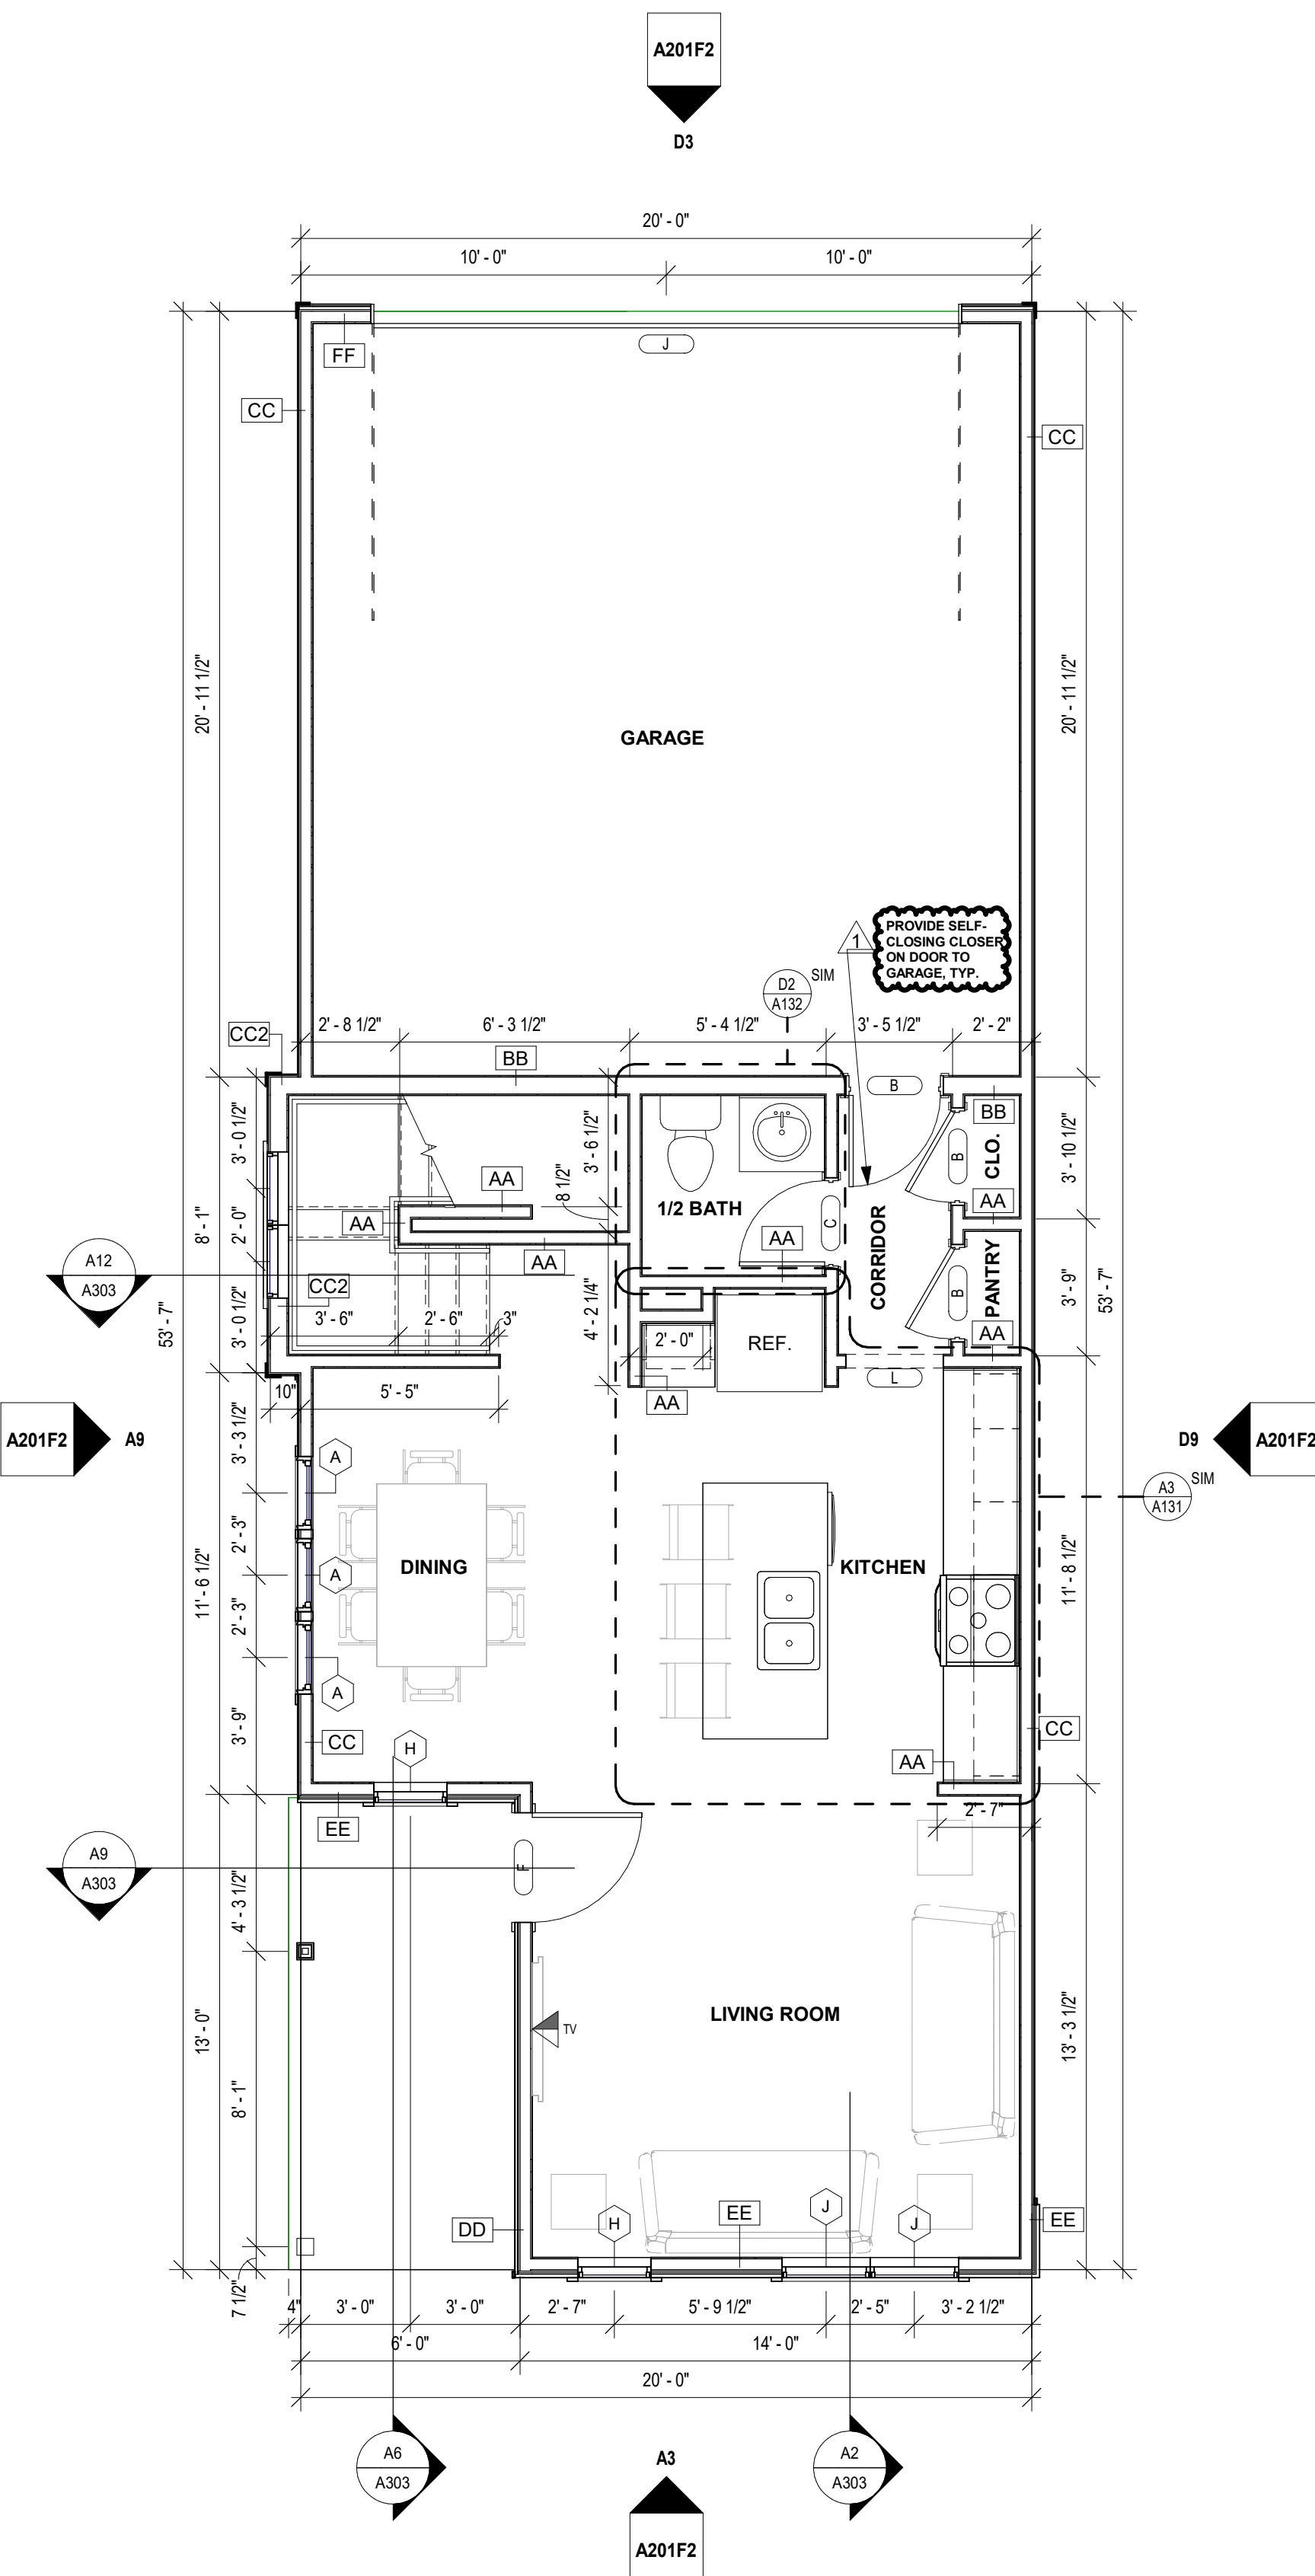 A201F2
D3
20' - 0"
10' - 0"
10' - 0"
FF
J
CC
CC
20' - 11 1/2"
20' - 11 1/2"
GARAGE
1
PROVIDE SELF-
CLOSING CLOSER
ON DOOR TO
GARAGE, TYP.
D2
A132
SIM
2' - 8 1/2"
6' - 3 1/2"
5' - 4 1/2"
3' - 5 1/2"
2' - 2"
CC2
BB
B
BB
3' - 0 1/2"
3' - 6 1/2"
8 1/2"
B
CLO.
3' - 10 1/2"
AA
AA
AA
AA
1/2 BATH
C
AA
CORRIDOR
8' - 1"
2' - 0"
A12
A303
CC2
3' - 0 1/2"
53' - 7"
3' - 6"
2' - 6"
3"
4' - 2 1/4"
2' - 0"
REF.
B
PANTRY
AA
3' - 9"
53' - 7"
L
10"
5' - 5"
AA
A201F2
A9
D9
A201F2
3' - 3 1/2"
A
A3
A131
SIM
2' - 3"
A
DINING
KITCHEN
11' - 6 1/2"
11' - 8 1/2"
2' - 3"
A
3' - 9"
CC
H
CC
AA
EE
2' - 7"
A9
A303
F
4' - 3 1/2"
LIVING ROOM
TV
13' - 0"
13' - 3 1/2"
8' - 1"
DD
H
EE
J
J
EE
7 1/2"
4"
3' - 0"
3' - 0"
2' - 7"
5' - 9 1/2"
2' - 5"
3' - 2 1/2"
6' - 0"
14' - 0"
20' - 0"
A6
A303
A3
A2
A303
A201F2